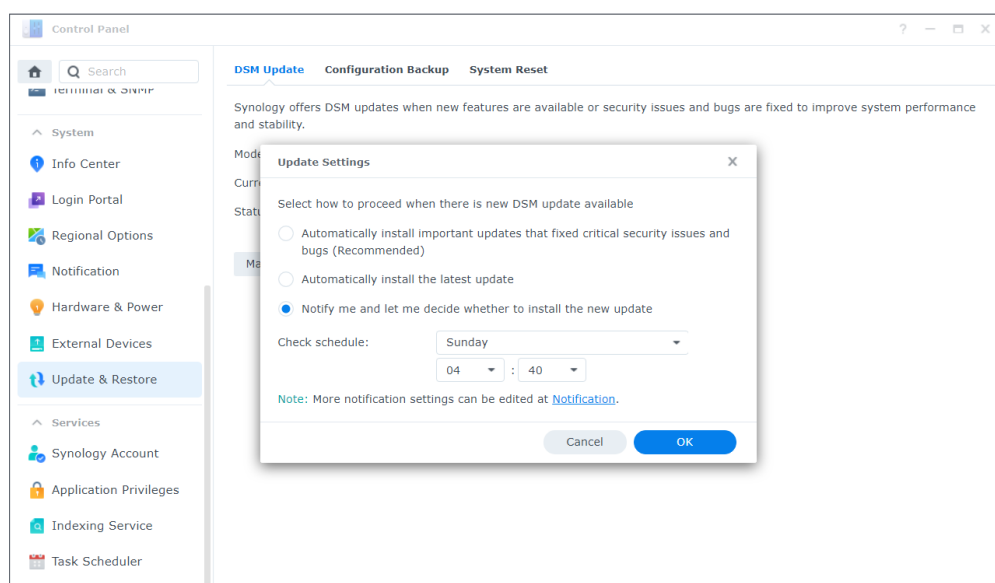 Control Panel
Search
Terminal & SNMP
System
Info Center
Login Portal
Regional Options
Notification
Hardware & Power
External Devices
Update & Restore
Services
Synology Account
Application Privileges
Indexing Service
Task Scheduler
DSM Update Configuration Backup System Reset
Synology offers DSM updates when new features are available or security issues and bugs are fixed to improve system performance
and stability.
Mode
Curr
Statu
Ma
Update Settings
Select how to proceed when there is new DSM update available
Automatically install important updates that fixed critical security issues and
bugs (Recommended)
Automatically install the latest update
Notify me and let me decide whether to install the new update
Check schedule: Sunday
04 : 40
Note: More notification settings can be edited at Notification.
Cancel OK